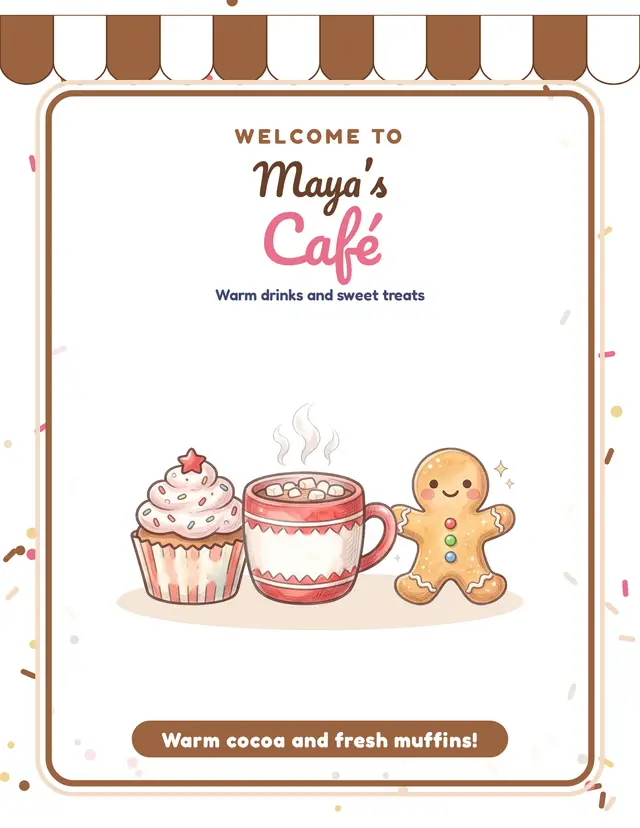 WELCOME TO
Maya's
Café
Warm drinks and sweet treats
Warm cocoa and fresh muffins!